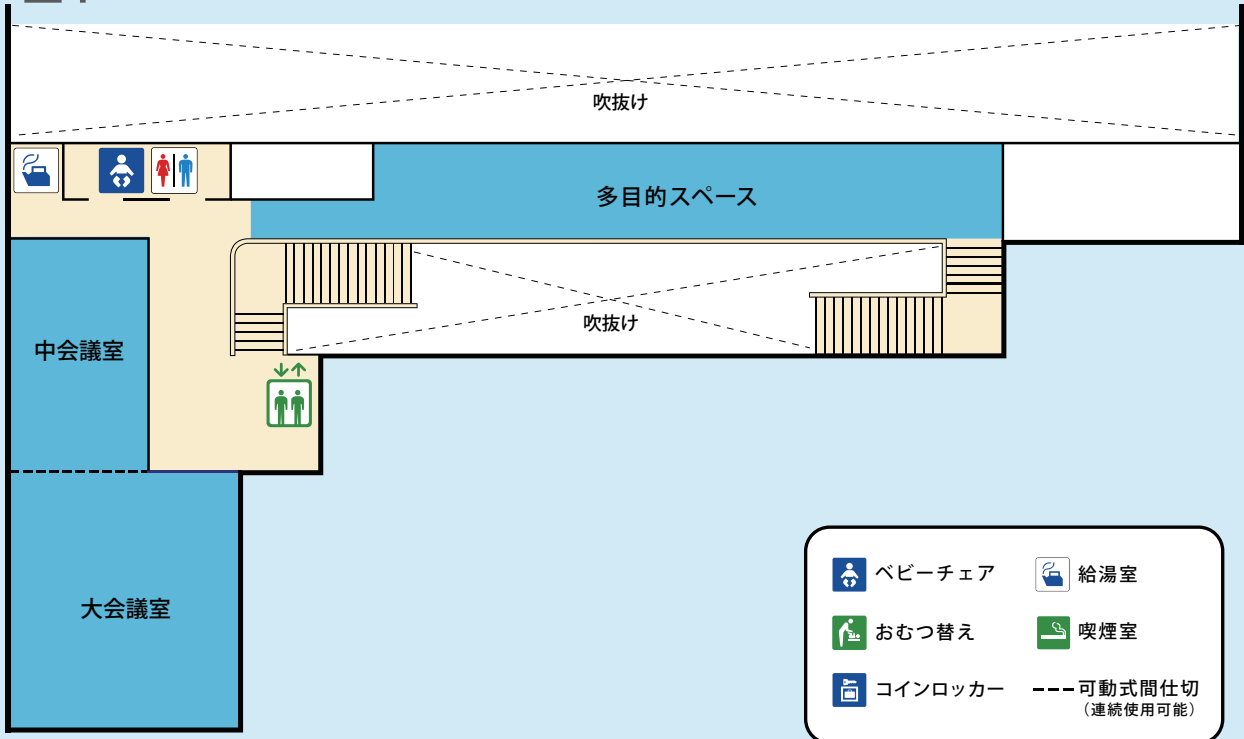 吹抜け
多目的スペース
吹抜け
中会議室
大会議室
ベビーチェア
給湯室
おむつ替え
喫煙室
コインロッカー
可動式間仕切
（連続使用可能）